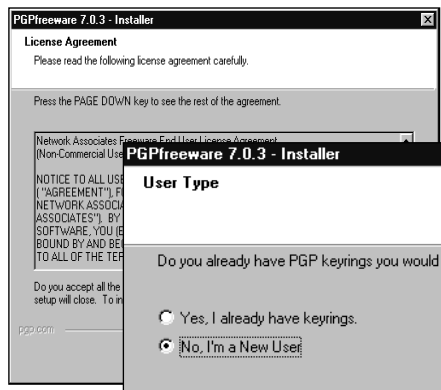 PGPfreeware 7.0.3 - Installer
License Agreement
Please read the following license agreement carefully.
Press the PAGE DOWN key to see the rest of the agreement.
Network Associates Freeware End User License Agreement
(Non-Commercial Use
NOTICE TO ALL USE
( "AGREEMENT"), F
NETWORK ASSOCIA
ASSOCIATES"). BY
SOFTWARE, YOU (E
BOUND BY AND BE
TO ALL OF THE TER
Do you accept all the
setup will close. To in
pgp.com
PGPfreeware 7.0.3 - Installer
User Type
Do you already have PGP keyrings you would
Yes, I already have keyrings.
No, I'm a New User